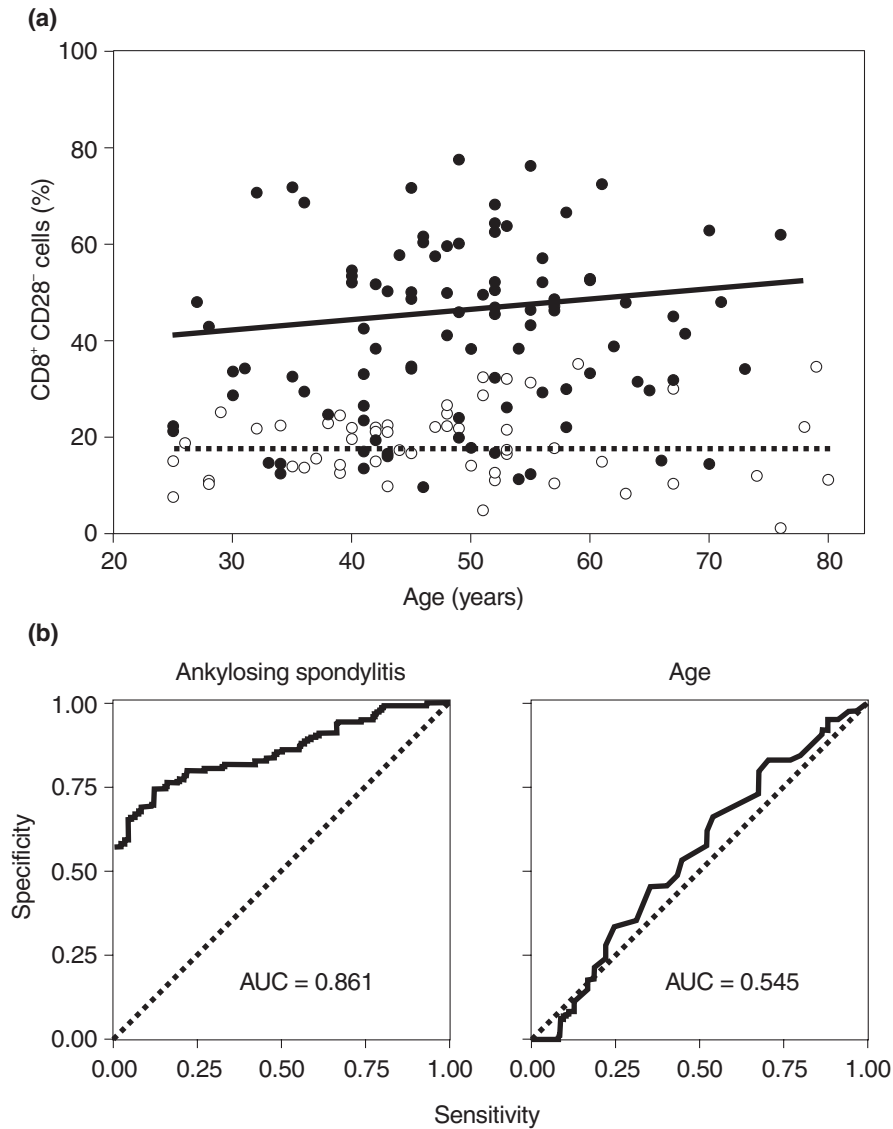 (a)
100
80
60
40
20
0
CD8⁺ CD28⁻ cells (%)
20 30 40 50 60 70 80
Age (years)
(b)
Ankylosing spondylitis
Age
1.00
0.75
0.50
0.25
0.00
Specificity
AUC = 0.861
AUC = 0.545
0.00 0.25 0.50 0.75 1.00
0.00 0.25 0.50 0.75 1.00
Sensitivity